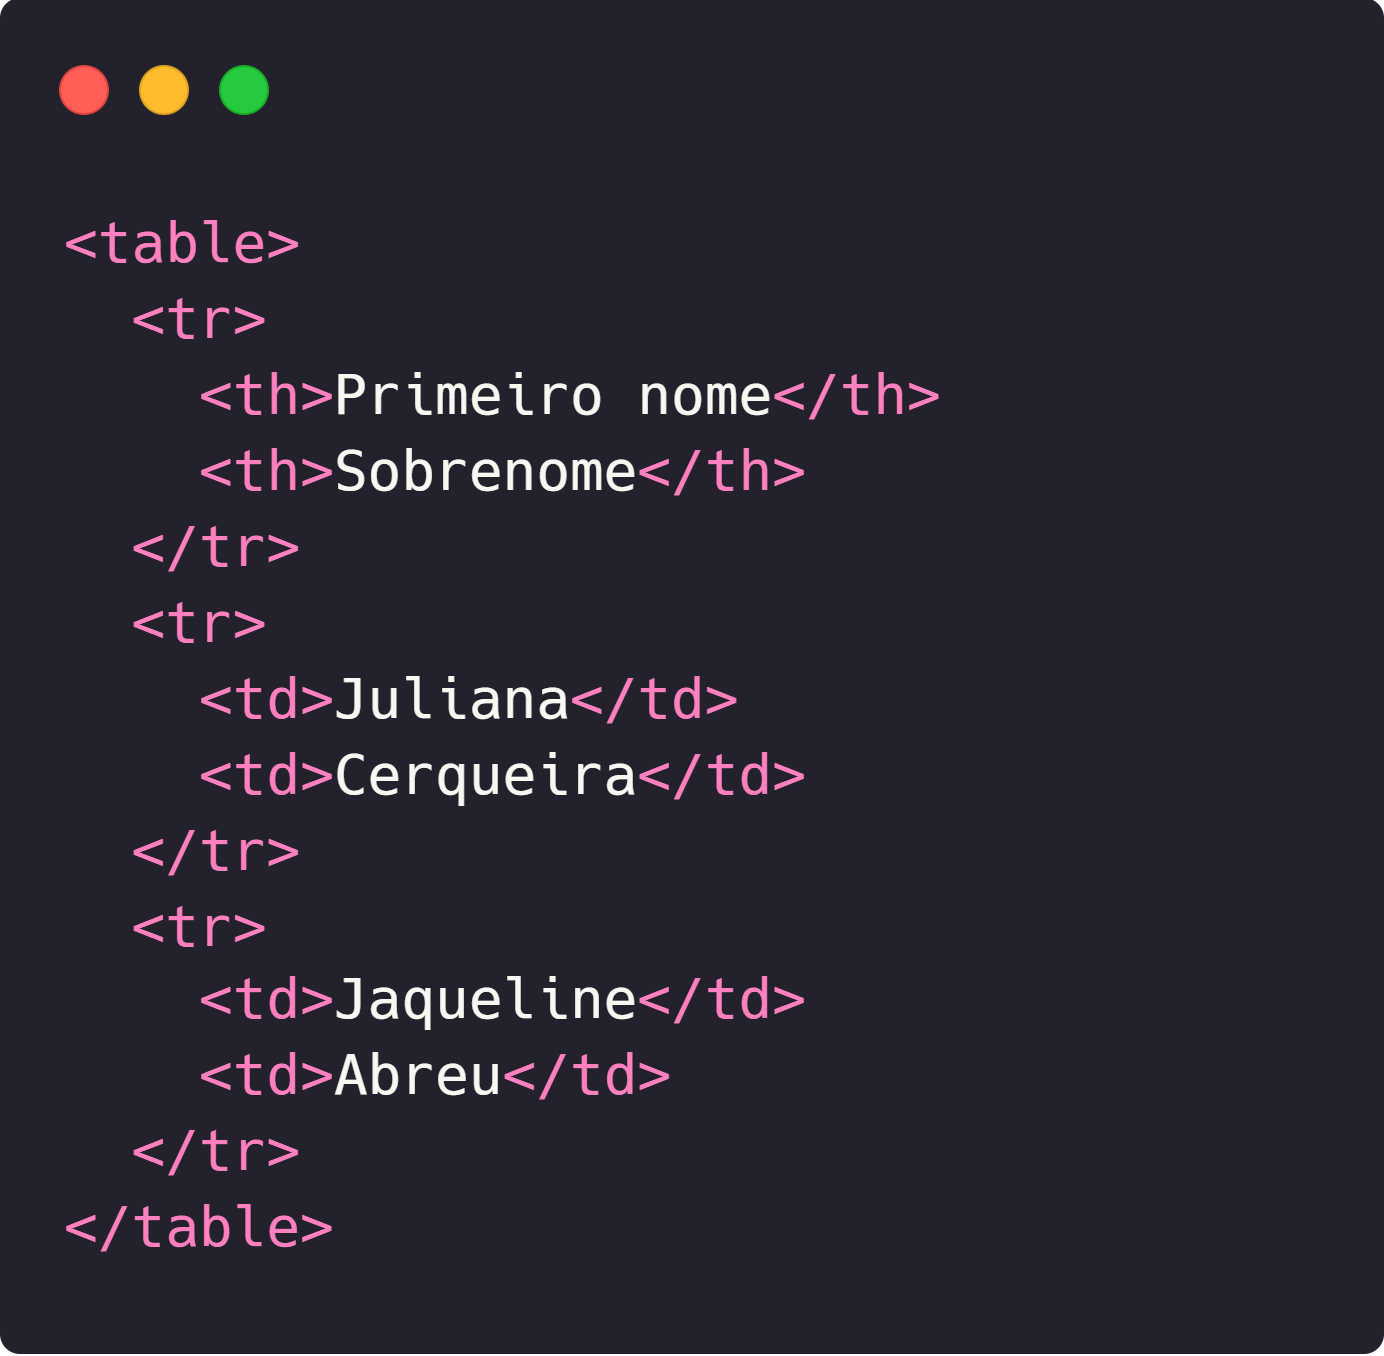 <table>
  <tr>
    <th>Primeiro nome</th>
    <th>Sobrenome</th>
  </tr>
  <tr>
    <td>Juliana</td>
    <td>Cerqueira</td>
  </tr>
  <tr>
    <td>Jaqueline</td>
    <td>Abreu</td>
  </tr>
</table>